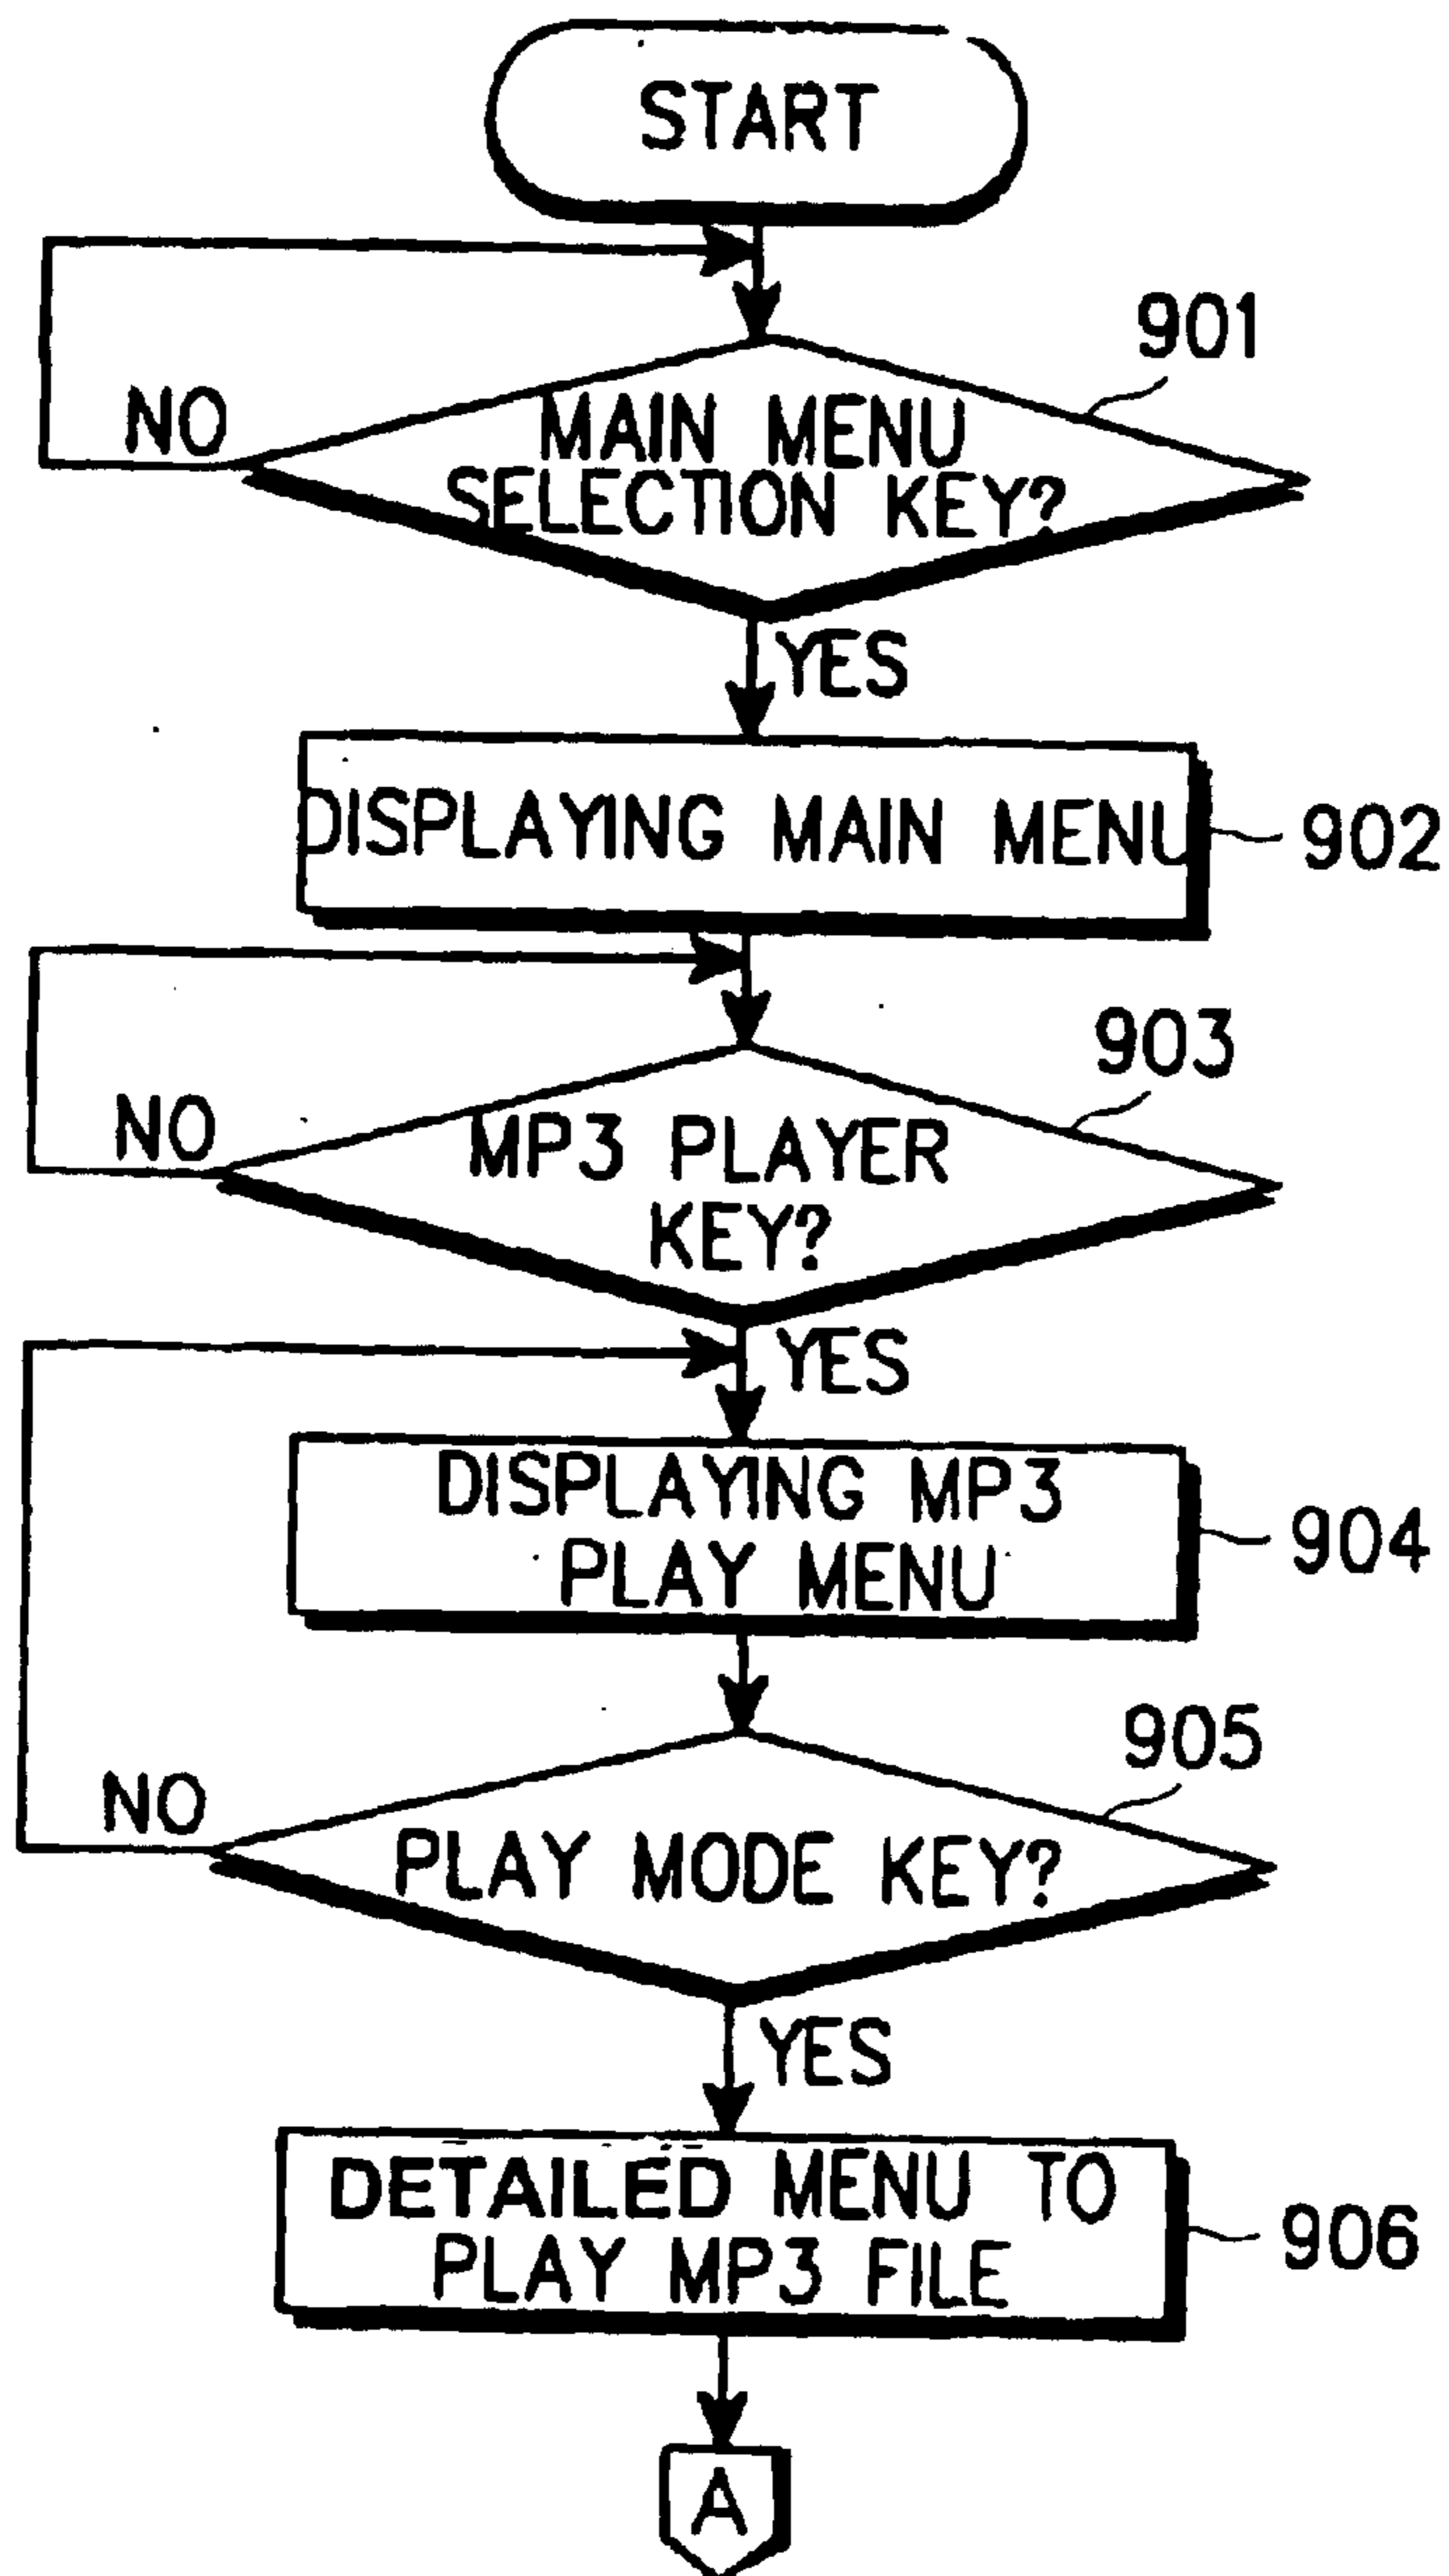 START
901
NO
MAIN MENU
SELECTION KEY?
YES
DISPLAYING MAIN MENU
902
903
NO
MP3 PLAYER
KEY?
YES
DISPLAYING MP3
PLAY MENU
904
905
NO
PLAY MODE KEY?
YES
DETAILED MENU TO
PLAY MP3 FILE
906
A